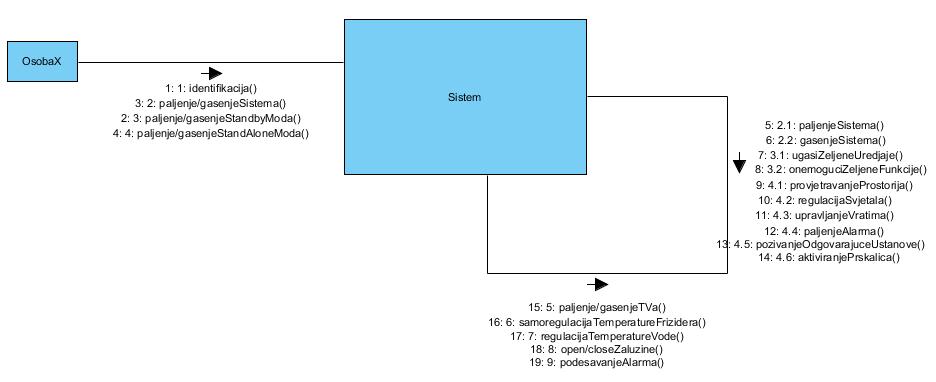 OsobaX
Sistem
1: 1: identifikacija()
3: 2: paljenje/gasenjeSistema()
2: 3: paljenje/gasenjeStandbyModa()
4: 4: paljenje/gasenjeStandAloneModa()
5: 2.1: paljenjeSistema()
6: 2.2: gasenjeSistema()
7: 3.1: ugasiZeljeneUredjaje()
8: 3.2: onemoguciZeljeneFunkcije()
9: 4.1: provjetravanjeProstorija()
10: 4.2: regulacijaSvjetala()
11: 4.3: upravljanjeVratima()
12: 4.4: paljenjeAlarma()
13: 4.5: pozivanjeOdgovarajuceUstanove()
14: 4.6: aktiviranjePrskalica()
15: 5: paljenje/gasenjeTVa()
16: 6: samoregulacijaTemperatureFrizidera()
17: 7: regulacijaTemperatureVode()
18: 8: open/closeZaluzine()
19: 9: podesavanjeAlarma()